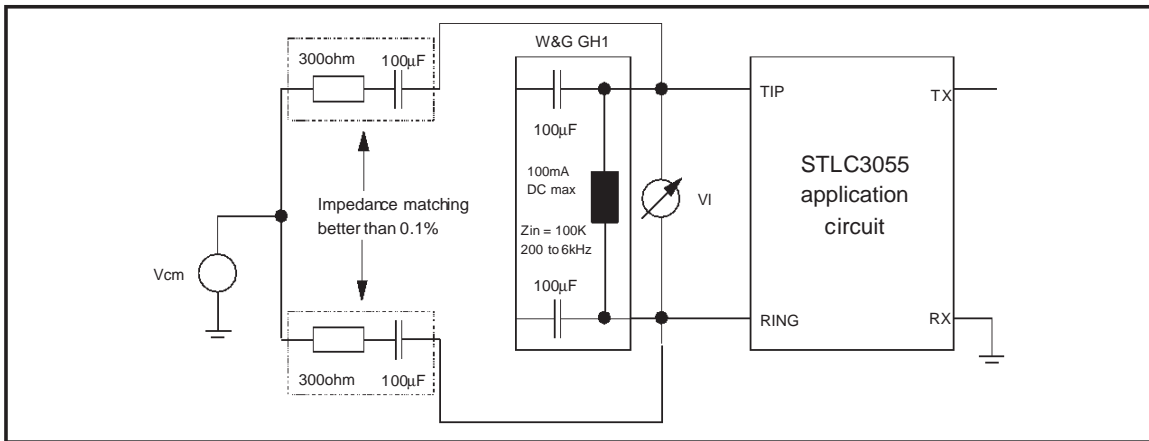 W&G GH1
300ohm
100μF
TIP
TX
100μF
STLC3055
application
circuit
100mA
DC max
VI
Impedance matching
better than 0.1%
Zin = 100K
200 to 6kHz
Vcm
100μF
RING
RX
300ohm
100μF